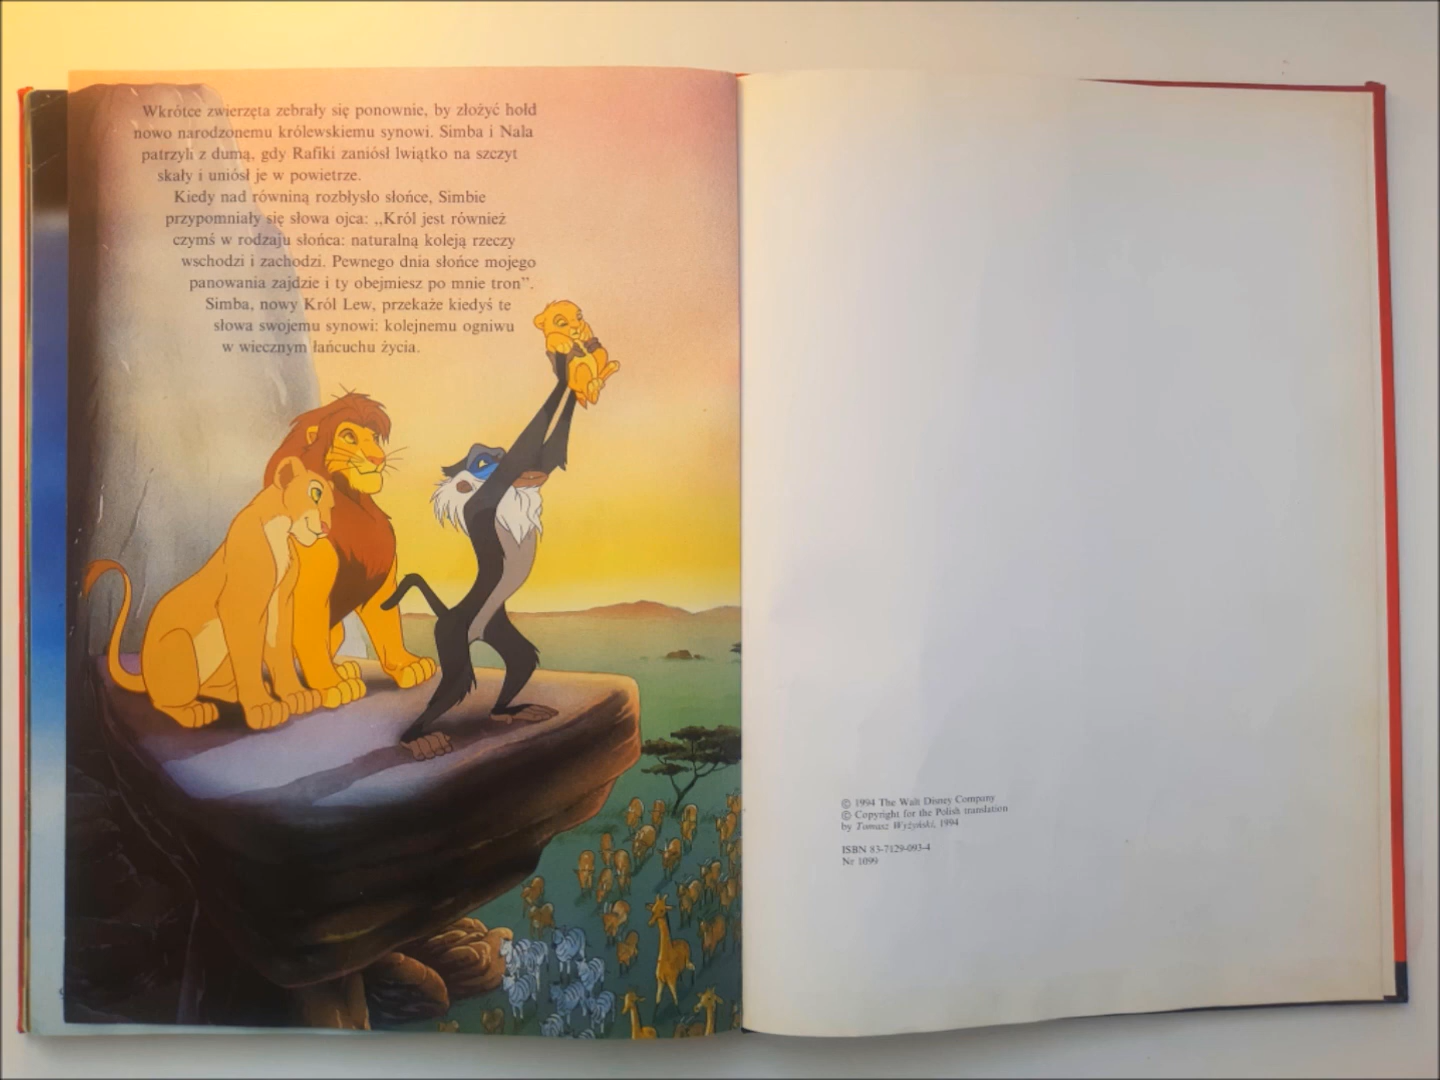 Wkrótce zwierzęta zebrały się ponownie, by złożyć hołd
nowo narodzonemu królewskiemu synowi. Simba i Nala
patrzyli z dumą, gdy Rafiki zaniósł lwiątko na szczyt
skały i uniósł je w powietrze.
Kiedy nad równiną rozbłysło słońce, Simbie
przypomniały się słowa ojca: ,,Król jest również
czymś w rodzaju słońca: naturalną koleją rzeczy
wschodzi i zachodzi. Pewnego dnia słońce mojego
panowania zajdzie i ty obejmiesz po mnie tron”.
Simba, nowy Król Lew, przekaże kiedyś te
słowa swojemu synowi: kolejnemu ogniwu
w wiecznym łańcuchu życia.
© 1994 The Walt Disney Company
© Copyright for the Polish translation
by Tomasz Wyżyński, 1994
ISBN 83-7129-093-4
Nr 1099